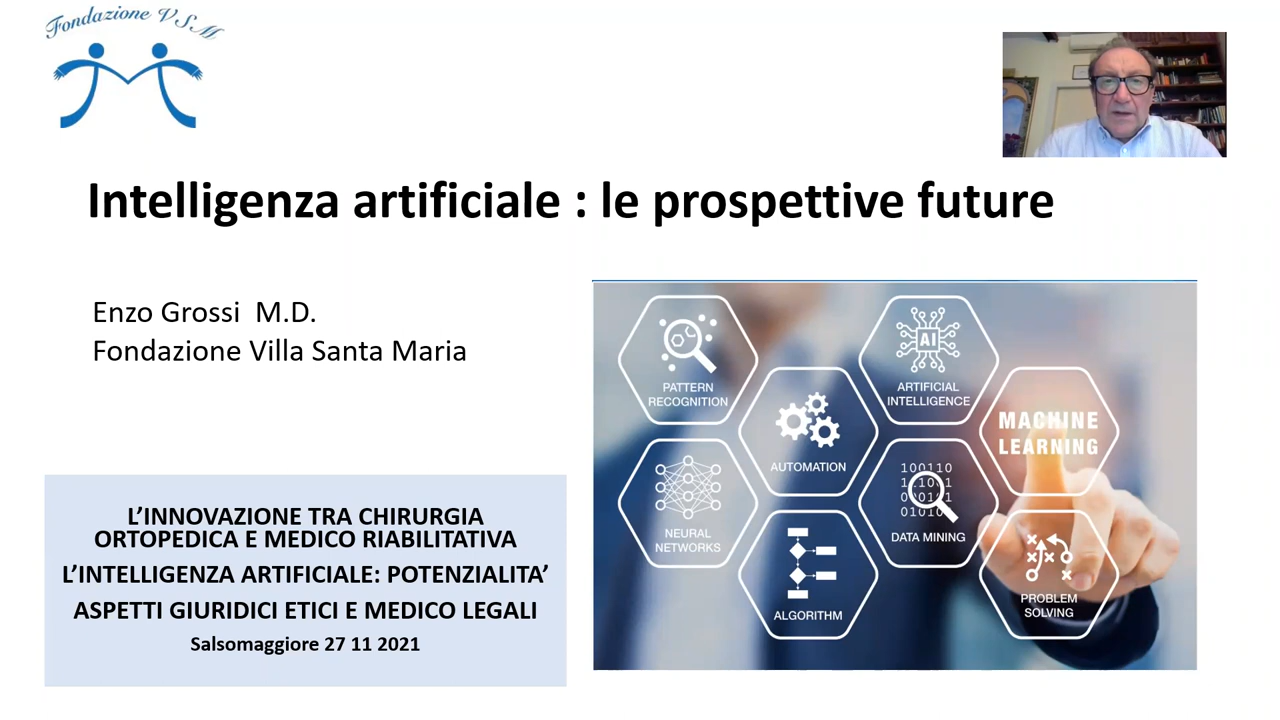 Fondazione V S M
Intelligenza artificiale : le prospettive future
Enzo Grossi  M.D.
Fondazione Villa Santa Maria
PATTERN
RECOGNITION
ARTIFICIAL
INTELLIGENCE
AI
AUTOMATION
MACHINE
LEARNING
NEURAL
NETWORKS
100110
DATA MINING
ALGORITHM
PROBLEM
SOLVING
L’INNOVAZIONE TRA CHIRURGIA
ORTOPEDICA E MEDICO RIABILITATIVA
L’INTELLIGENZA ARTIFICIALE: POTENZIALITA’
ASPETTI GIURIDICI ETICI E MEDICO LEGALI
Salsomaggiore 27 11 2021